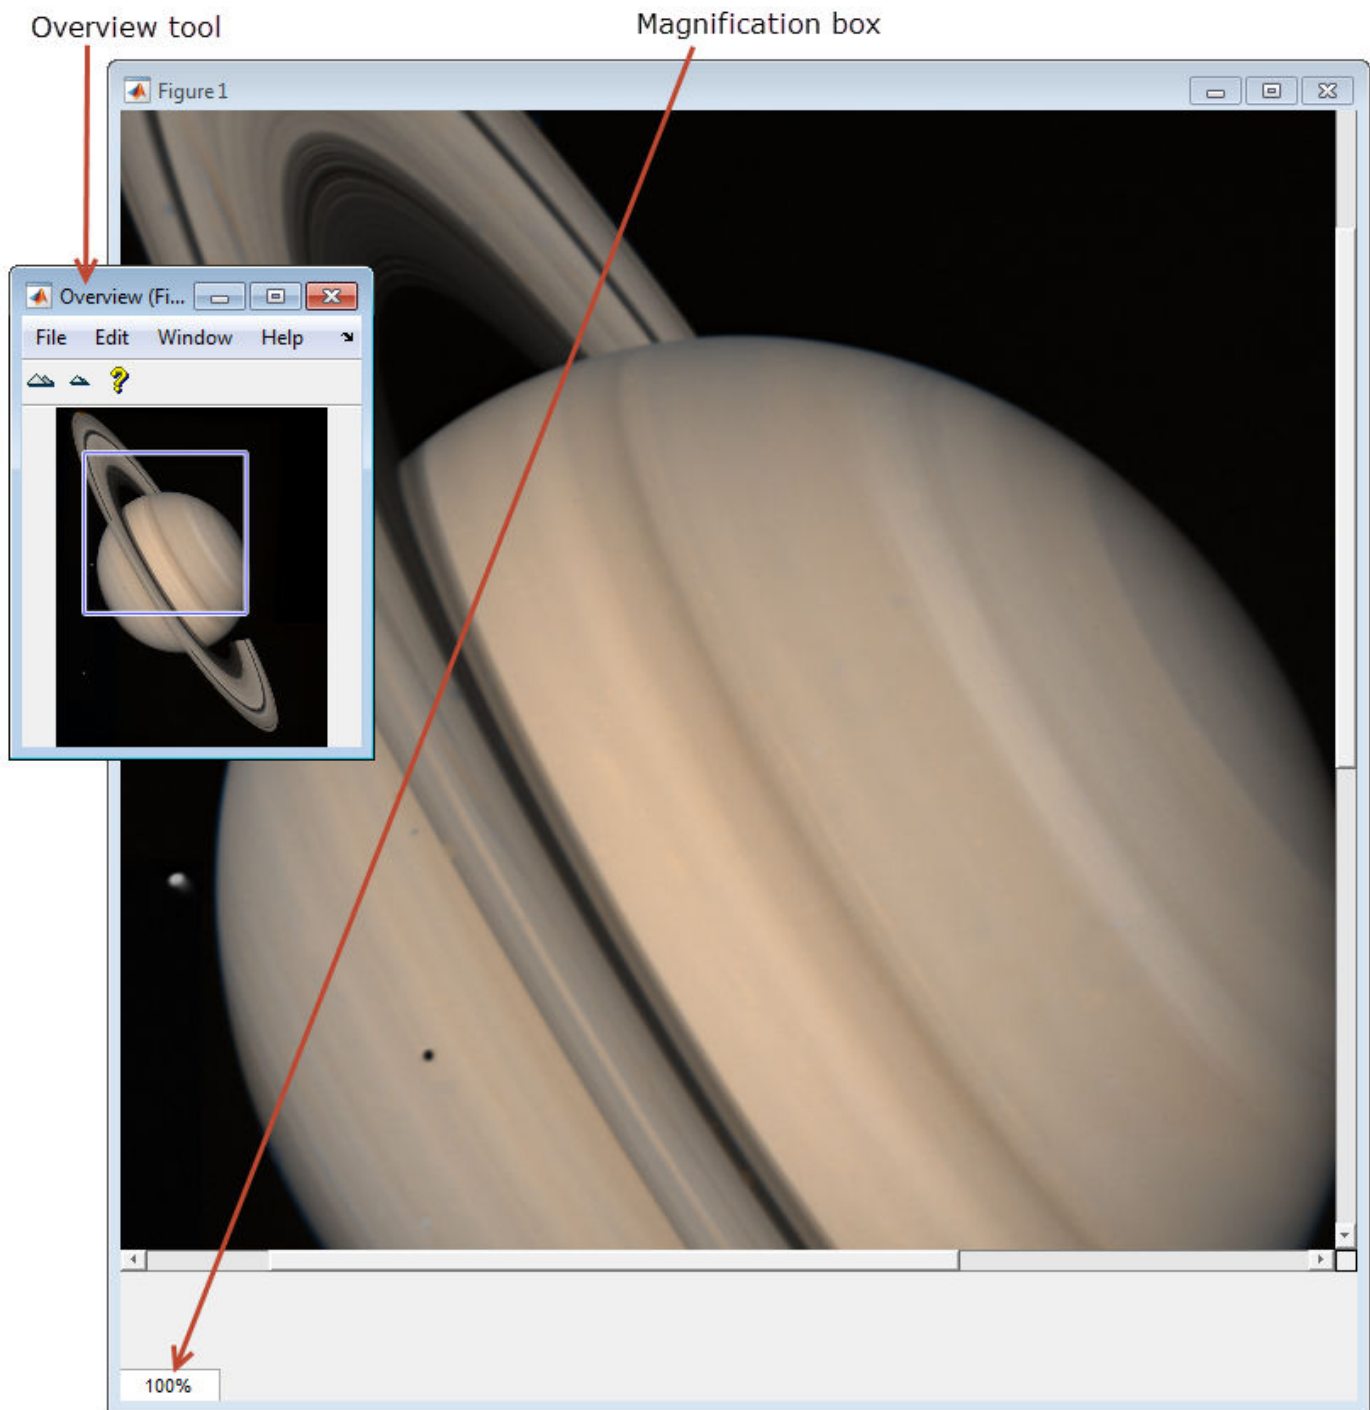 Overview tool
Magnification box
Figure 1
Overview (Fi...
File Edit Window Help
?
100%